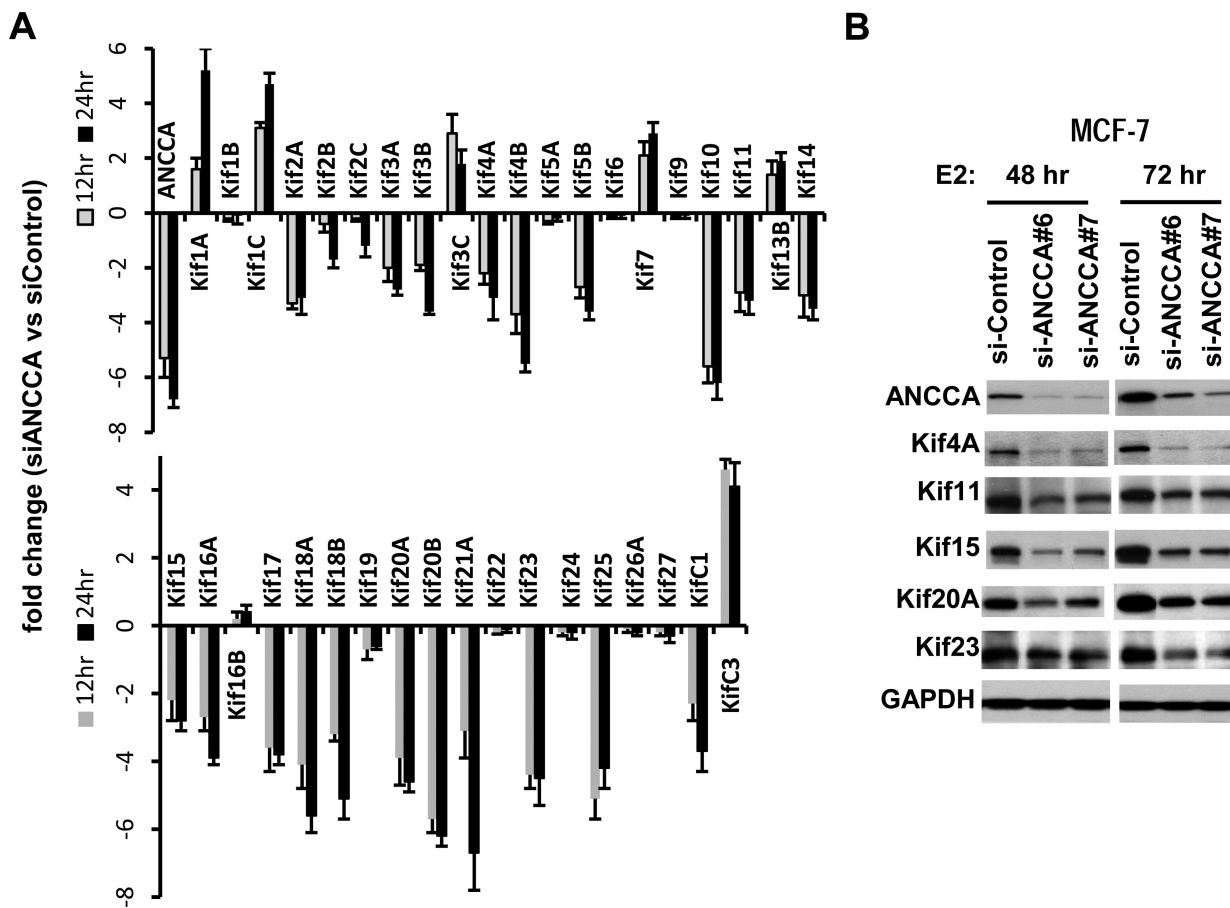 A
fold change (siANCCA vs siControl)
12hr 24hr
6
4
2
0
-2
-4
-6
-8
ANCCA
Kif1A
Kif1B
Kif1C
Kif2A
Kif2B
Kif2C
Kif3A
Kif3B
Kif3C
Kif4A
Kif4B
Kif5A
Kif5B
Kif6
Kif7
Kif9
Kif10
Kif11
Kif13B
Kif14
12hr 24hr
4
2
0
-2
-4
-6
-8
Kif15
Kif16A
Kif16B
Kif17
Kif18A
Kif18B
Kif19
Kif20A
Kif20B
Kif21A
Kif22
Kif23
Kif24
Kif25
Kif26A
Kif27
KifC1
KifC3
B
MCF-7
E2: 48 hr 72 hr
si-Control
si-ANCCA#6
si-ANCCA#7
si-Control
si-ANCCA#6
si-ANCCA#7
ANCCA
Kif4A
Kif11
Kif15
Kif20A
Kif23
GAPDH